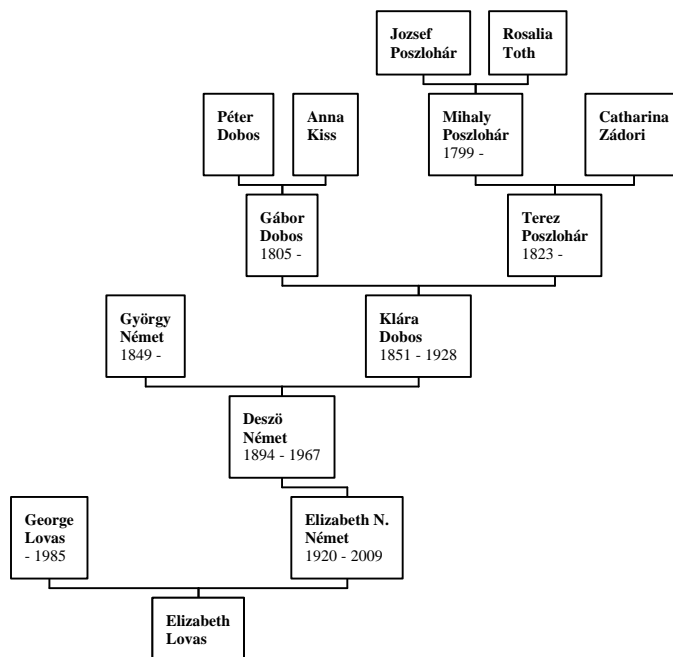 Jozsef
Poszlohár
Rosalia
Toth
Péter
Dobos
Anna
Kiss
Mihaly
Poszlohár
1799 -
Catharina
Zádori
Gábor
Dobos
1805 -
Terez
Poszlohár
1823 -
György
Német
1849 -
Klára
Dobos
1851 - 1928
Deszö
Német
1894 - 1967
George
Lovas
- 1985
Elizabeth N.
Német
1920 - 2009
Elizabeth
Lovas